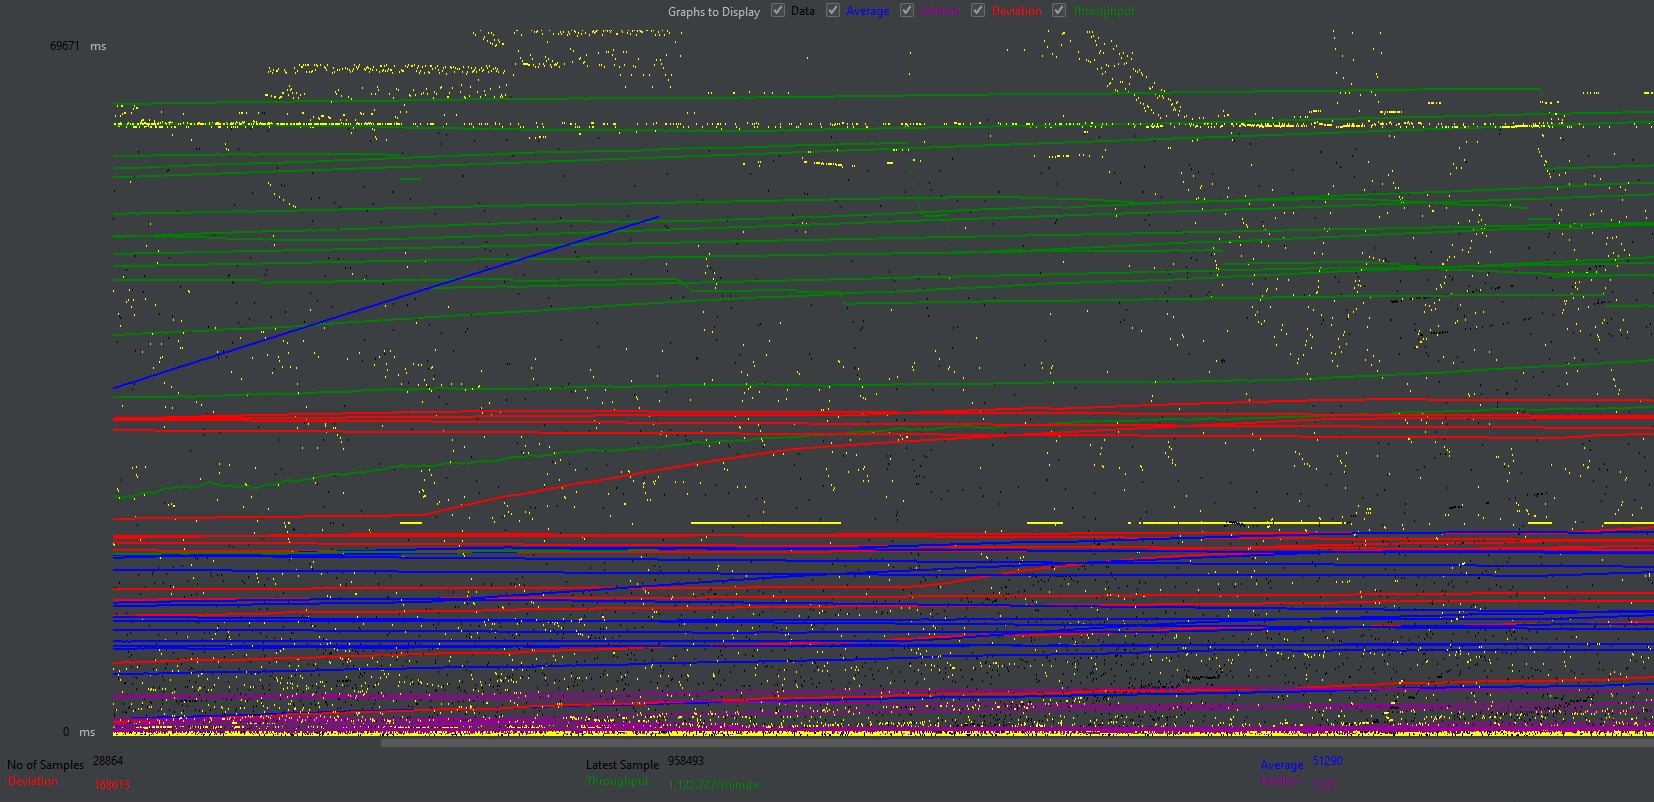 Graphs to Display Data Average Median Deviation Throughput
69671 ms
0 ms
No of Samples 28864 Latest Sample 958493 Average 51290
Deviation 168613 Throughput 1,122.727/minute Median